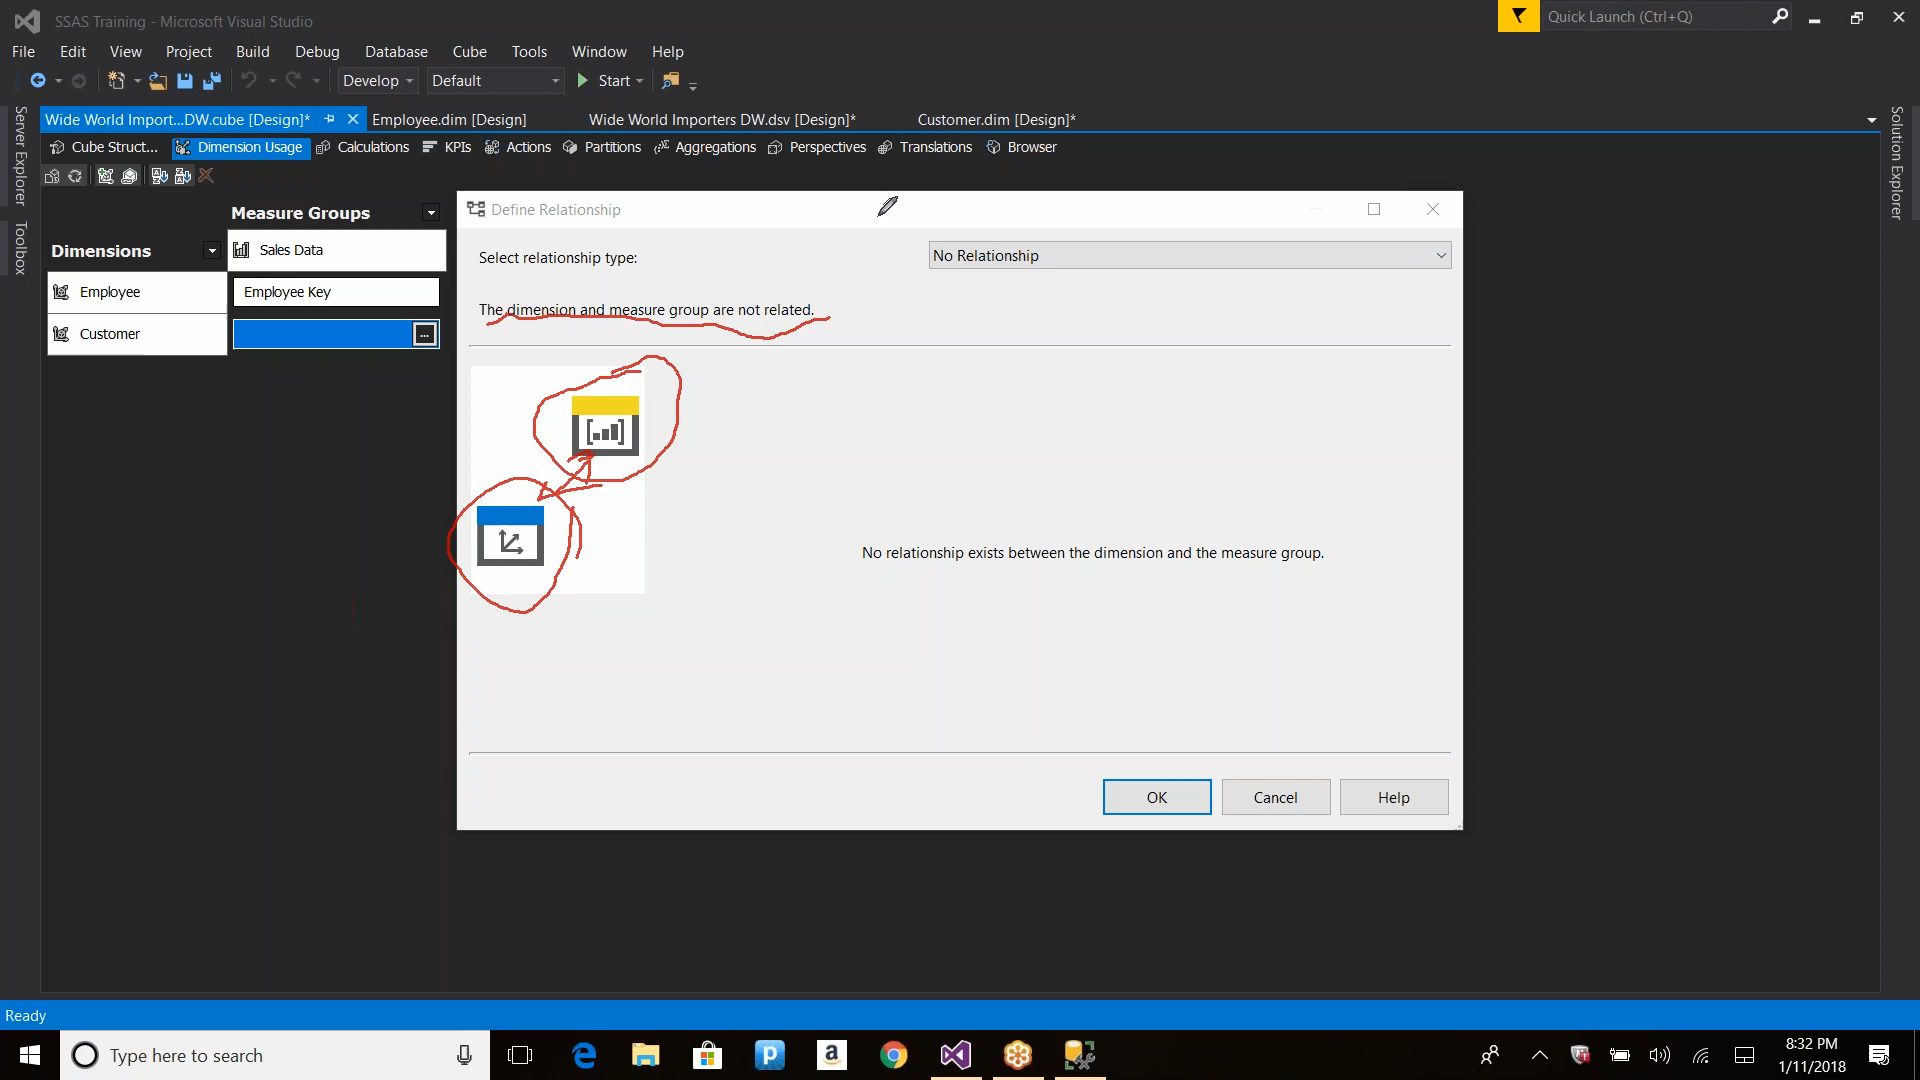 SSAS Training - Microsoft Visual Studio
Quick Launch (Ctrl+Q)
File Edit View Project Build Debug Database Cube Tools Window Help
Develop Default Start
Wide World Import...DW.cube [Design]* Employee.dim [Design] Wide World Importers DW.dsv [Design]* Customer.dim [Design]*
Cube Struct... Dimension Usage Calculations KPIs Actions Partitions Aggregations Perspectives Translations Browser
Server Explorer
Toolbox
Solution Explorer
Measure Groups
Dimensions
Sales Data
Employee
Employee Key
Customer
...
Define Relationship
Select relationship type:
No Relationship
The dimension and measure group are not related.
No relationship exists between the dimension and the measure group.
OK Cancel Help
Ready
Type here to search
8:32 PM
1/11/2018